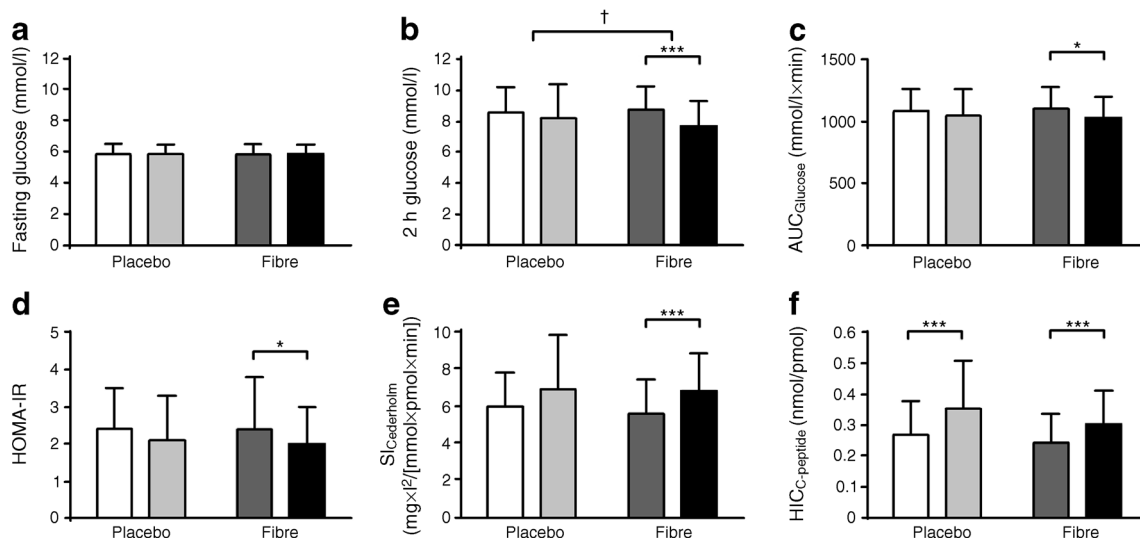 a
Fasting glucose (mmol/l)
12
10
8
6
4
2
0
Placebo
Fibre
b
2 h glucose (mmol/l)
12
10
8
6
4
2
0
†
***
Placebo
Fibre
c
AUCGlucose (mmol/l×min)
1500
1000
500
0
*
Placebo
Fibre
d
HOMA-IR
5
4
3
2
1
0
*
Placebo
Fibre
e
SICederholm
(mg×l²/[mmol×pmol×min])
10
8
6
4
2
0
***
Placebo
Fibre
f
HICC-peptide (nmol/pmol)
0.6
0.5
0.4
0.3
0.2
0.1
0
***
***
Placebo
Fibre